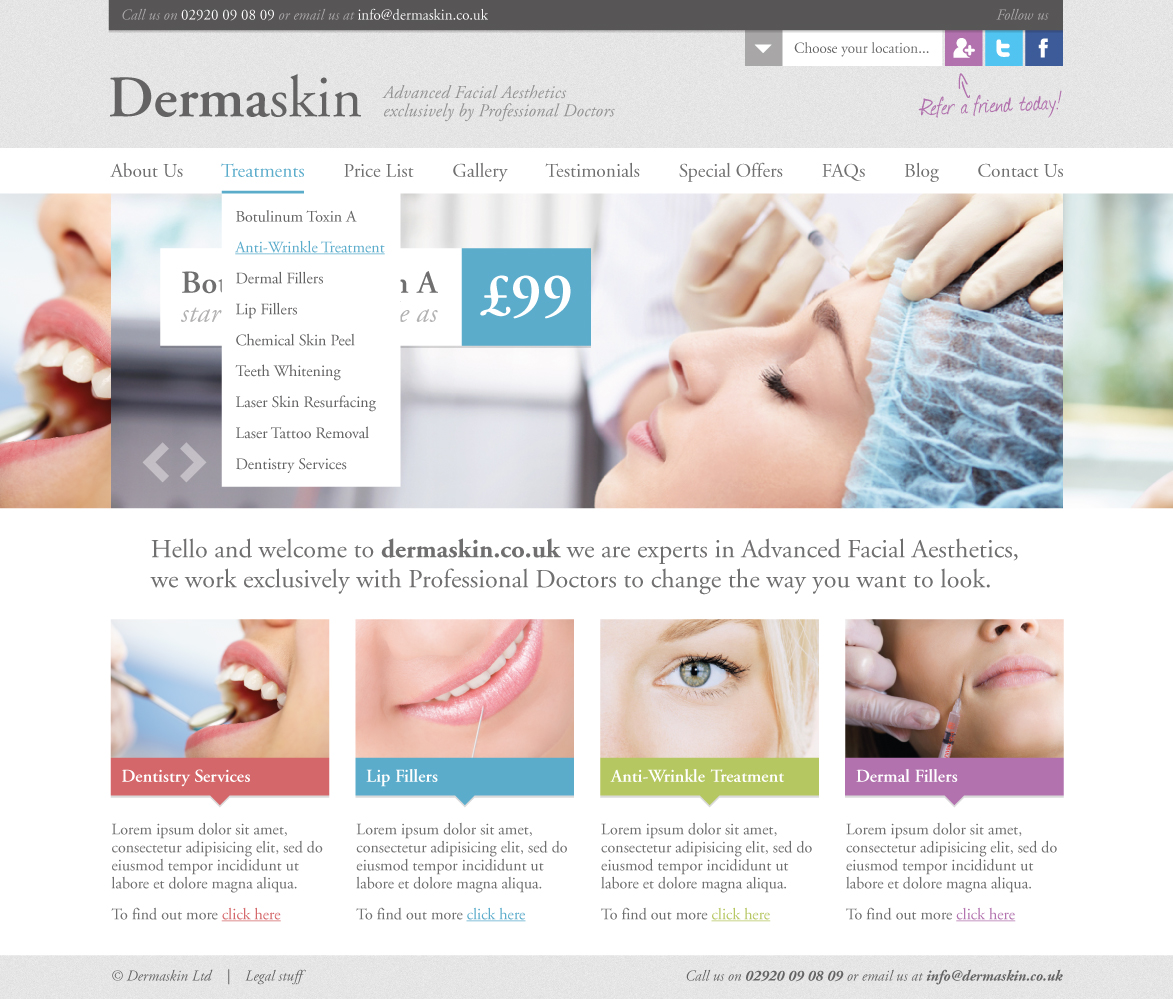 Call us on 02920 09 08 09 or email us at info@dermaskin.co.uk
Follow us
Choose your location...
Dermaskin
Advanced Facial Aesthetics
exclusively by Professional Doctors
Refer a friend today!
About Us Treatments Price List Gallery Testimonials Special Offers FAQs Blog Contact Us
Botulinum Toxin A
Anti-Wrinkle Treatment
Dermal Fillers
Lip Fillers
Chemical Skin Peel
Teeth Whitening
Laser Skin Resurfacing
Laser Tattoo Removal
Dentistry Services
A
as
£99
Hello and welcome to dermaskin.co.uk we are experts in Advanced Facial Aesthetics,
we work exclusively with Professional Doctors to change the way you want to look.
Dentistry Services
Lorem ipsum dolor sit amet,
consectetur adipisicing elit, sed do
eiusmod tempor incididunt ut
labore et dolore magna aliqua.
To find out more click here
Lip Fillers
Lorem ipsum dolor sit amet,
consectetur adipisicing elit, sed do
eiusmod tempor incididunt ut
labore et dolore magna aliqua.
To find out more click here
Anti-Wrinkle Treatment
Lorem ipsum dolor sit amet,
consectetur adipisicing elit, sed do
eiusmod tempor incididunt ut
labore et dolore magna aliqua.
To find out more click here
Dermal Fillers
Lorem ipsum dolor sit amet,
consectetur adipisicing elit, sed do
eiusmod tempor incididunt ut
labore et dolore magna aliqua.
To find out more click here
© Dermaskin Ltd | Legal stuff
Call us on 02920 09 08 09 or email us at info@dermaskin.co.uk